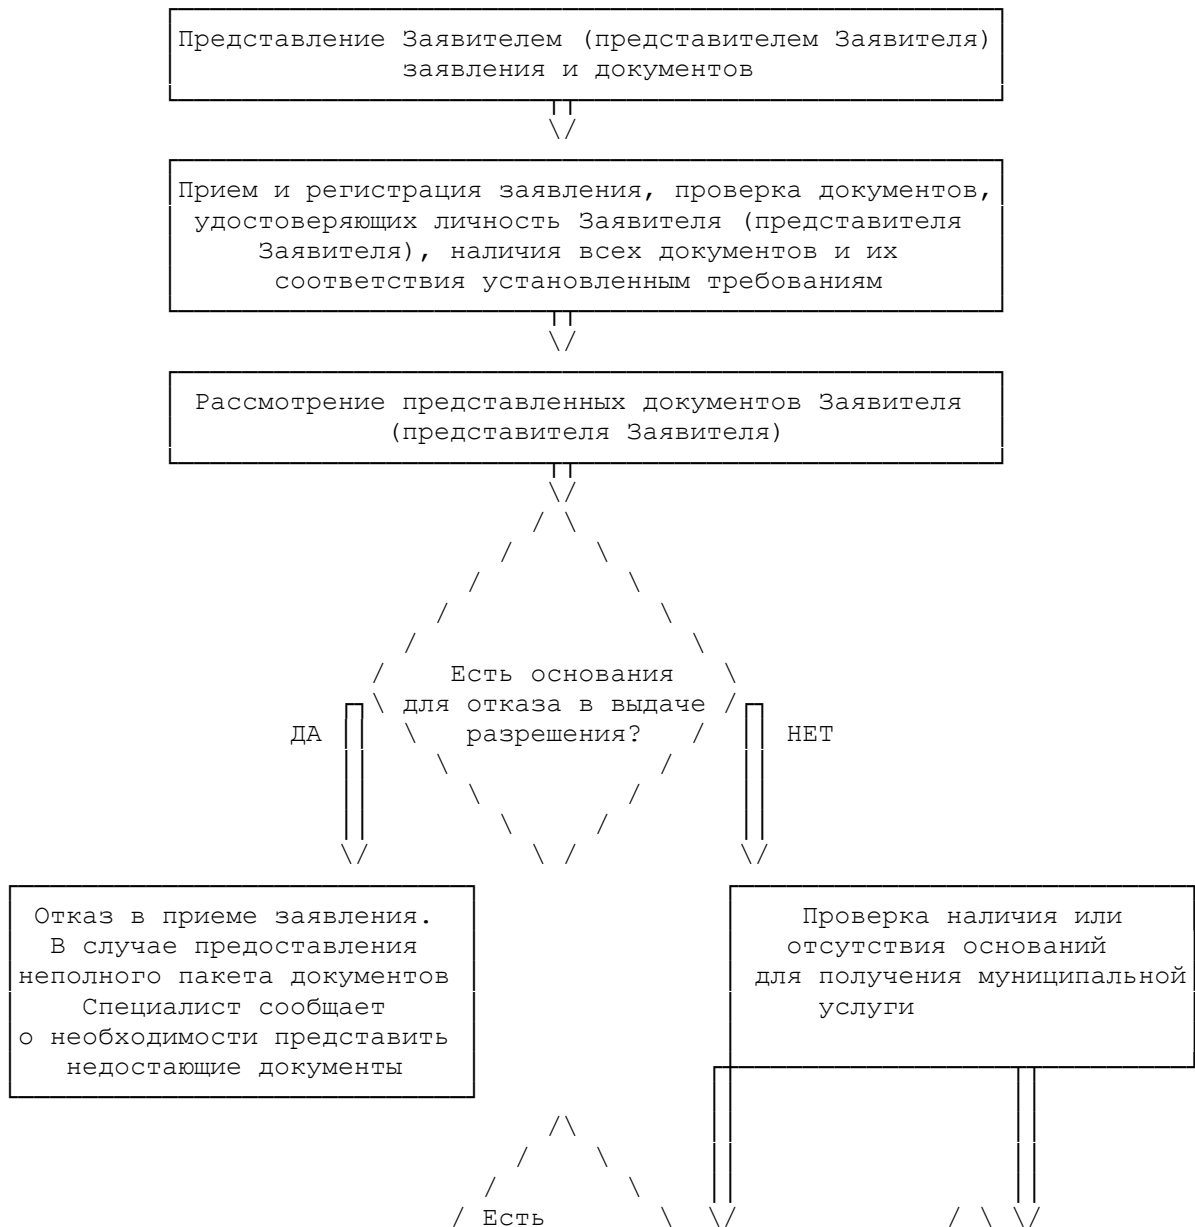 Представление Заявителем (представителем Заявителя)
заявления и документов
Прием и регистрация заявления, проверка документов,
удостоверяющих личность Заявителя (представителя
Заявителя), наличия всех документов и их
соответствия установленным требованиям
Рассмотрение представленных документов Заявителя
(представителя Заявителя)
Есть основания
для отказа в выдаче
разрешения?
ДА
НЕТ
Отказ в приеме заявления.
В случае предоставления
неполного пакета документов
Специалист сообщает
о необходимости представить
недостающие документы
Проверка наличия или
отсутствия оснований
для получения муниципальной
услуги
Есть